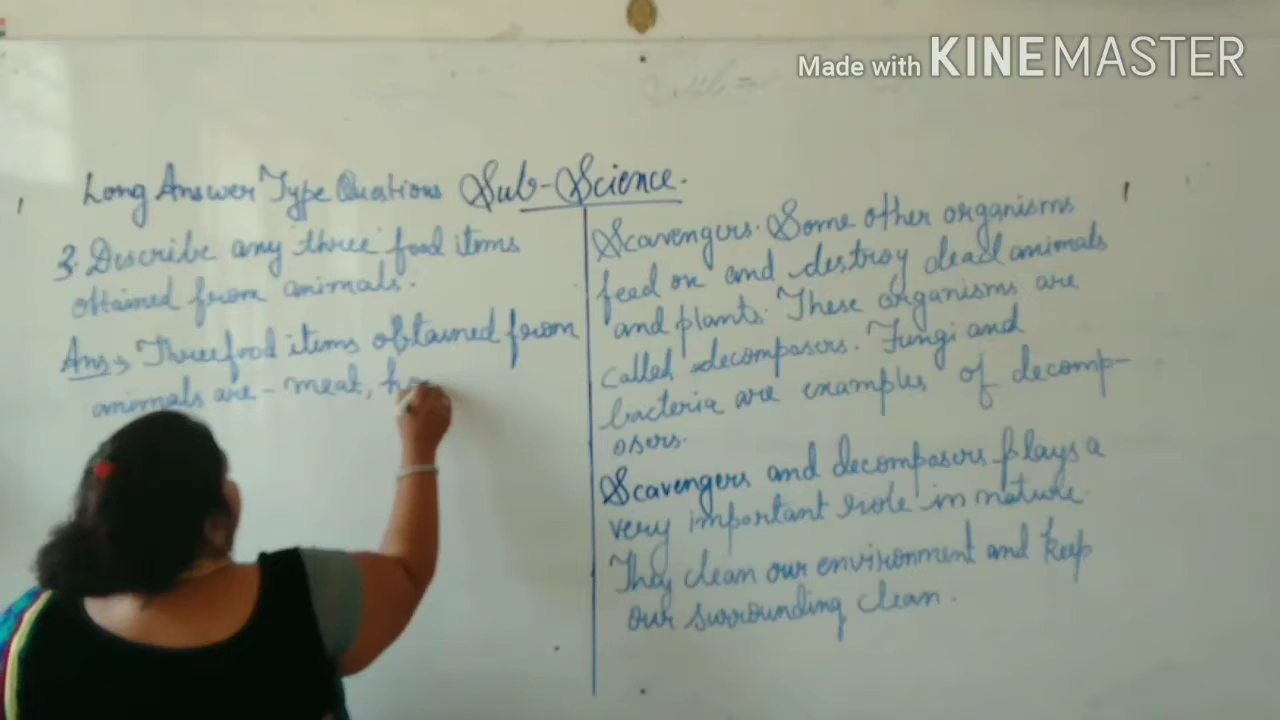 Made with KINEMASTER
Long Answer Type Questions Sub-Science.
3. Describe any three food items
obtained from animals.
Ans→ Three food items obtained from
animals are - meat, ho
Scavengers. Some other organisms
feed on and destroy dead animals
and plants. These organisms are
called decomposers. Fungi and
bacteria are examples of decomp-
osers.
Scavengers and decomposers plays a
very important role in nature.
They clean our environment and keep
our surrounding clean.